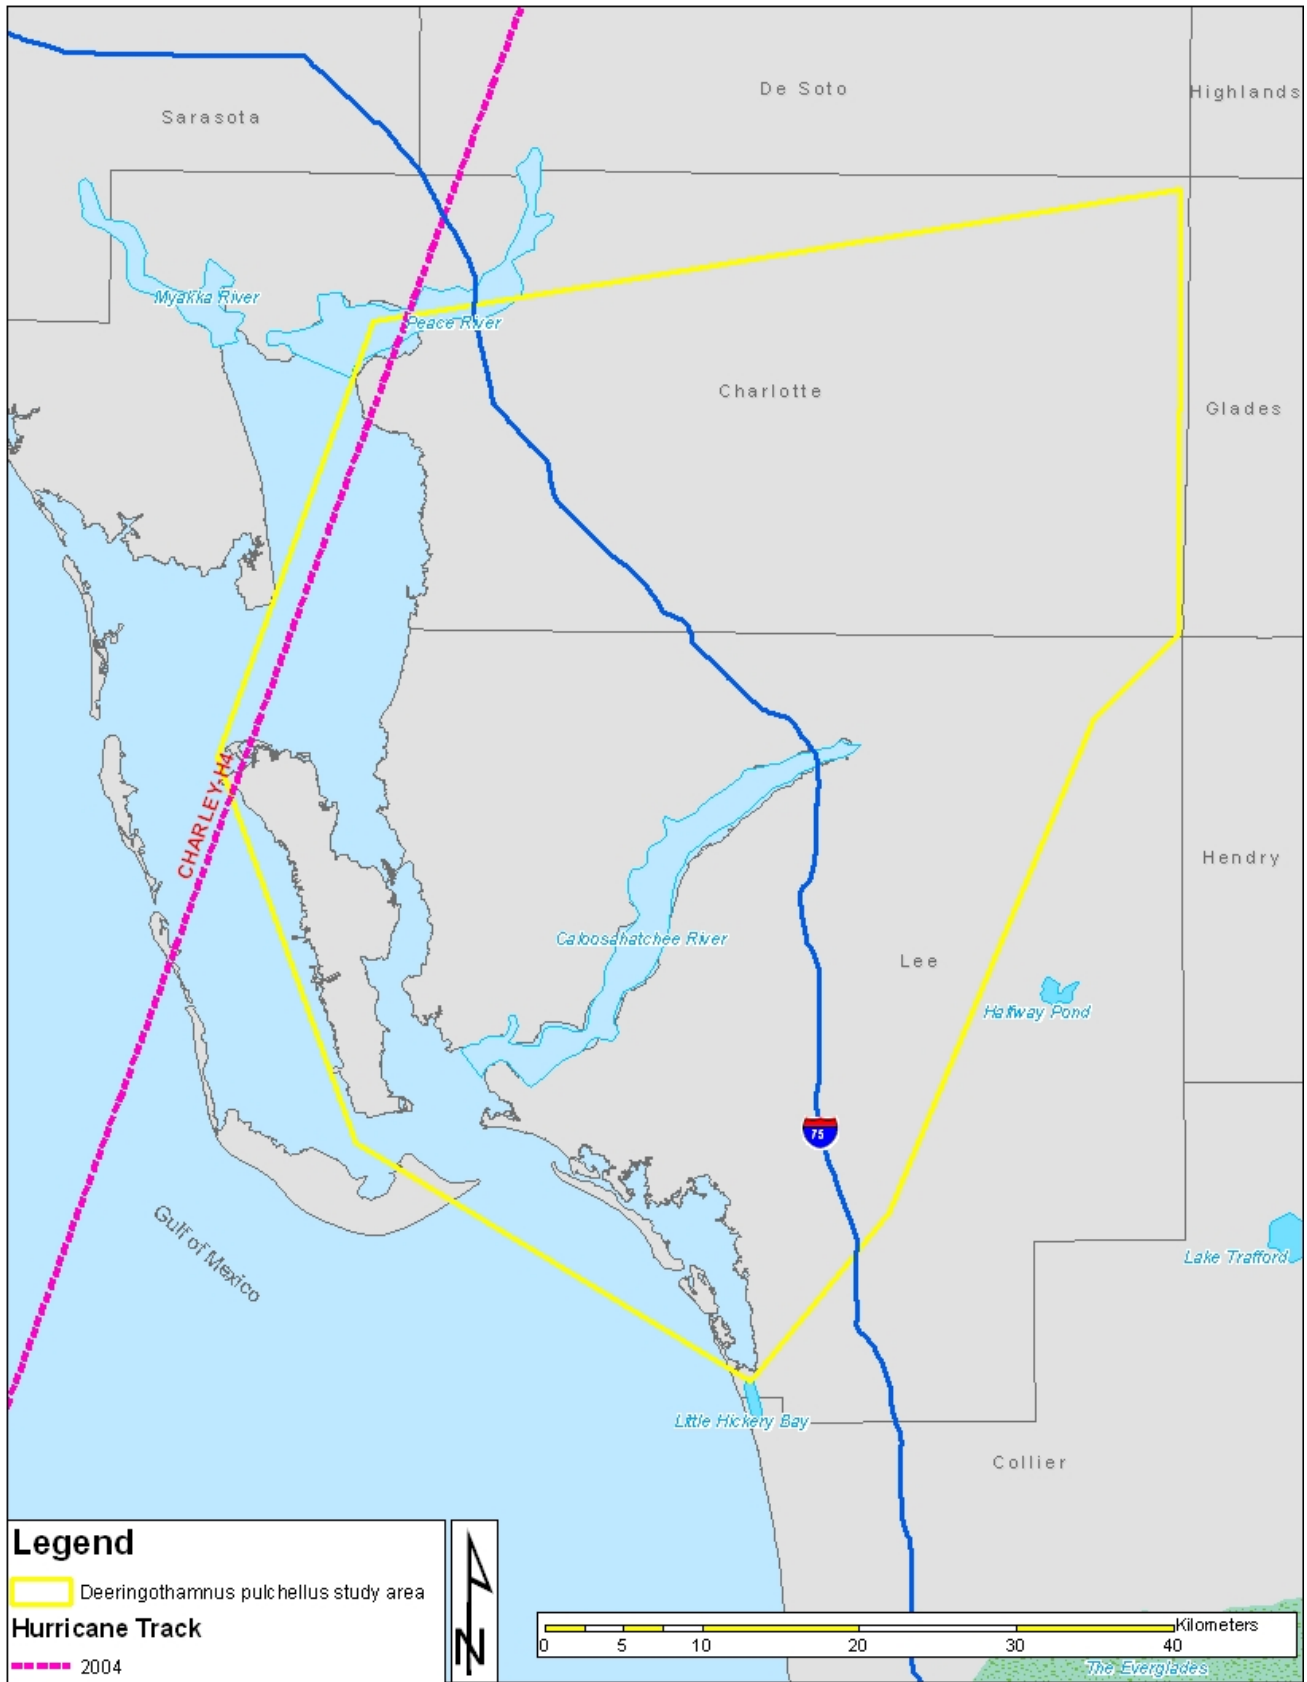 De Soto
Highlands
Sarasota
Myakka River
Peace River
Charlotte
Glades
CHARLEY, H4
Hendry
Caloosahatchee River
Lee
Halfway Pond
75
Gulf of Mexico
Lake Trafford
Little Hickery Bay
Collier
Legend
Deeringothamnus pulchellus study area
Hurricane Track
2004
N
Kilometers
0 5 10 20 30 40
The Everglades